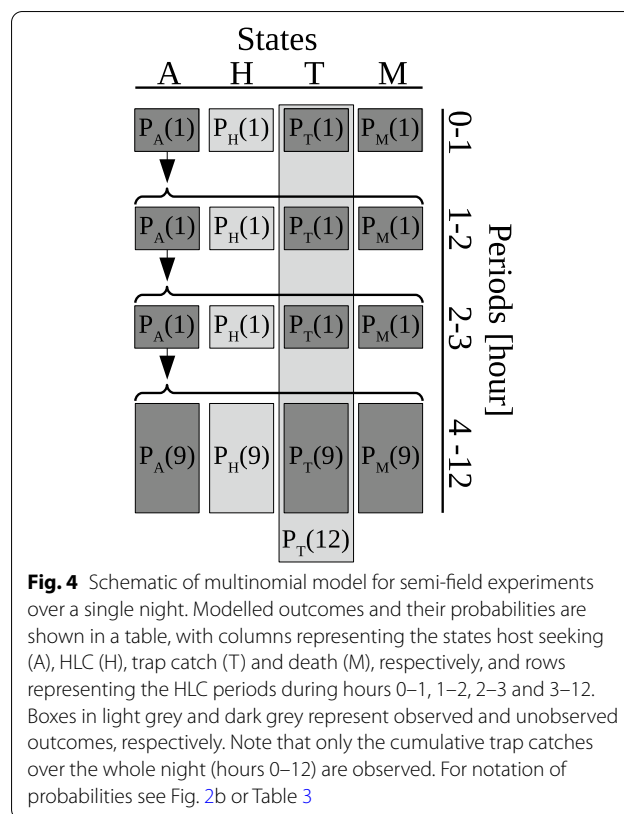 States
A H T M
P_A(1) P_H(1) P_T(1) P_M(1) 0-1
P_A(1) P_H(1) P_T(1) P_M(1) 1-2
P_A(1) P_H(1) P_T(1) P_M(1) 2-3
P_A(9) P_H(9) P_T(9) P_M(9) 4 -12
Periods [hour]
P_T(12)
Fig. 4 Schematic of multinomial model for semi-field experiments
over a single night. Modelled outcomes and their probabilities are
shown in a table, with columns representing the states host seeking
(A), HLC (H), trap catch (T) and death (M), respectively, and rows
representing the HLC periods during hours 0–1, 1–2, 2–3 and 3–12.
Boxes in light grey and dark grey represent observed and unobserved
outcomes, respectively. Note that only the cumulative trap catches
over the whole night (hours 0–12) are observed. For notation of
probabilities see Fig. 2b or Table 3